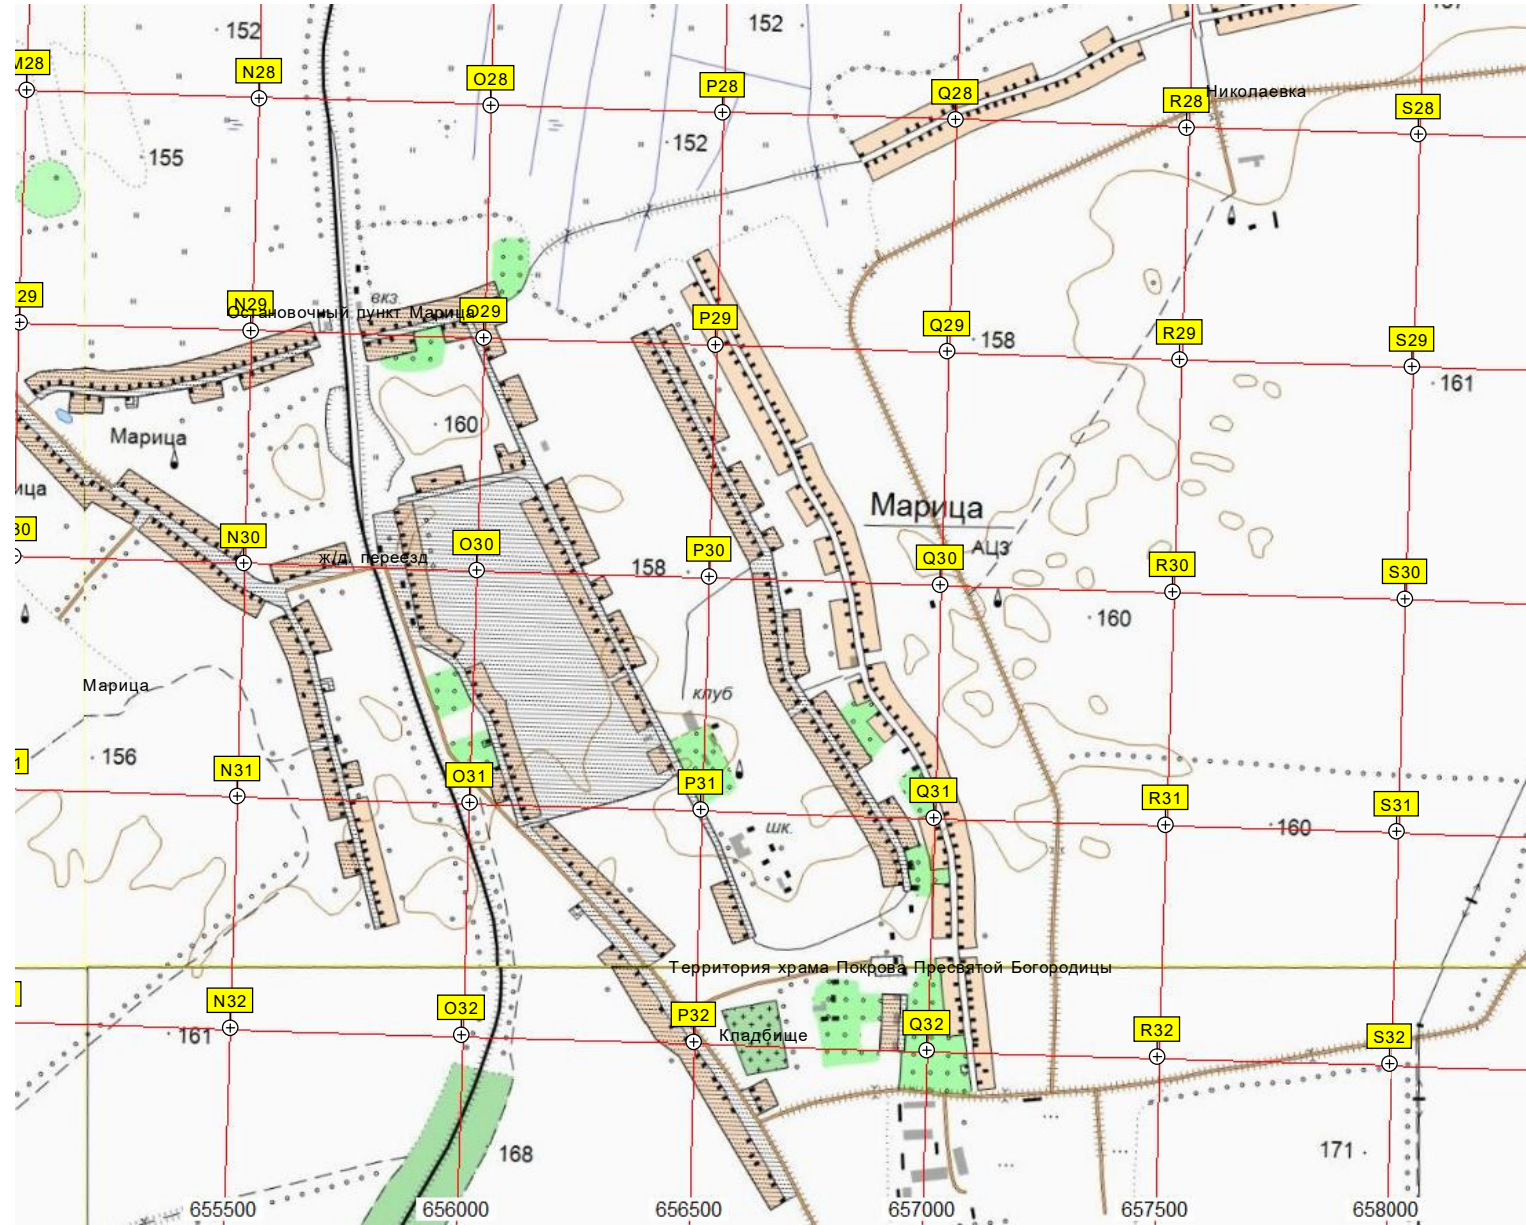 152
152
M28
N28
O28
P28
Q28
R28
Николаевка
S28
155
152
29
N29
вкз.
Остановочный пункт Марица
O29
P29
Q29
158
R29
S29
161
160
Марица
ица
Марица
30
N30
ж/д. переезд
O30
158
P30
Q30
АЦЗ
R30
S30
160
Марица
клуб
156
1
N31
O31
P31
Q31
R31
S31
шк.
160
Территория храма Покрова Пресвятой Богородицы
N32
161
O32
P32
Кладбище
Q32
R32
S32
168
171
655500
656000
656500
657000
657500
658000